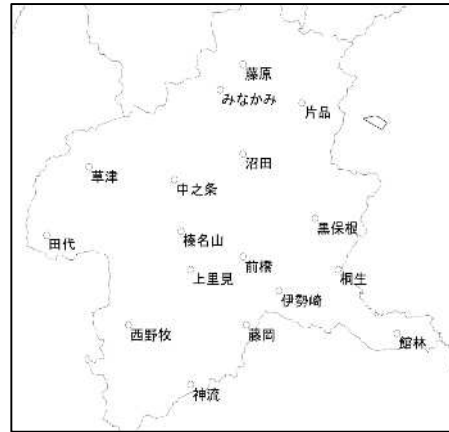 藤原
みなかみ
片品
沼田
草津
中之条
黒保根
田代
榛名山
前橋
上里見
桐生
伊勢崎
西野牧
藤岡
館林
神流